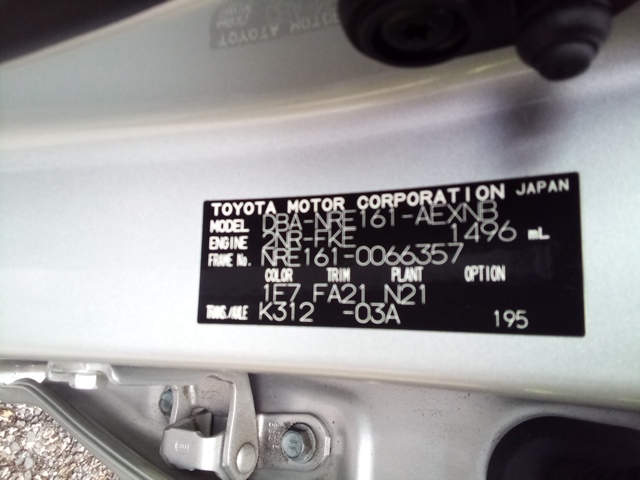 TOYOTA MOTOR CORPORATION JAPAN
MODEL DBA-NRE161-AEXNB
ENGINE 2NR-FKE 1496 mL
FRAME No. NRE161-0066357
COLOR TRIM PLANT OPTION
1E7 FA21 N21
TRANS./AXLE K312 -03A 195